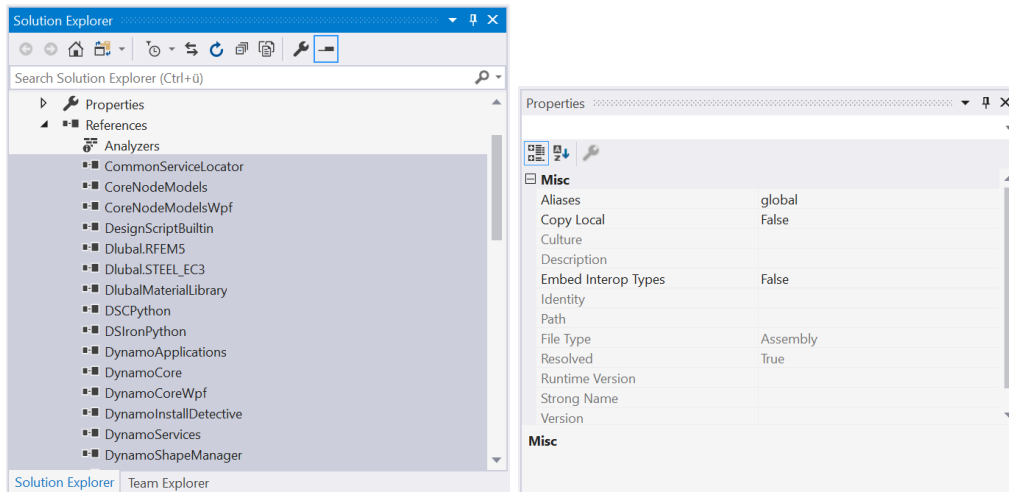 Solution Explorer
Search Solution Explorer (Ctrl+ü)
Properties
References
Analyzers
CommonServiceLocator
CoreNodeModels
CoreNodeModelsWpf
DesignScriptBuiltin
Dlubal.RFEM5
Dlubal.STEEL_EC3
DlubalMaterialLibrary
DSCPython
DSIronPython
DynamoApplications
DynamoCore
DynamoCoreWpf
DynamoInstallDetective
DynamoServices
DynamoShapeManager
Solution Explorer Team Explorer
Properties
Misc
Aliases global
Copy Local False
Culture
Description
Embed Interop Types False
Identity
Path
File Type Assembly
Resolved True
Runtime Version
Strong Name
Version
Misc